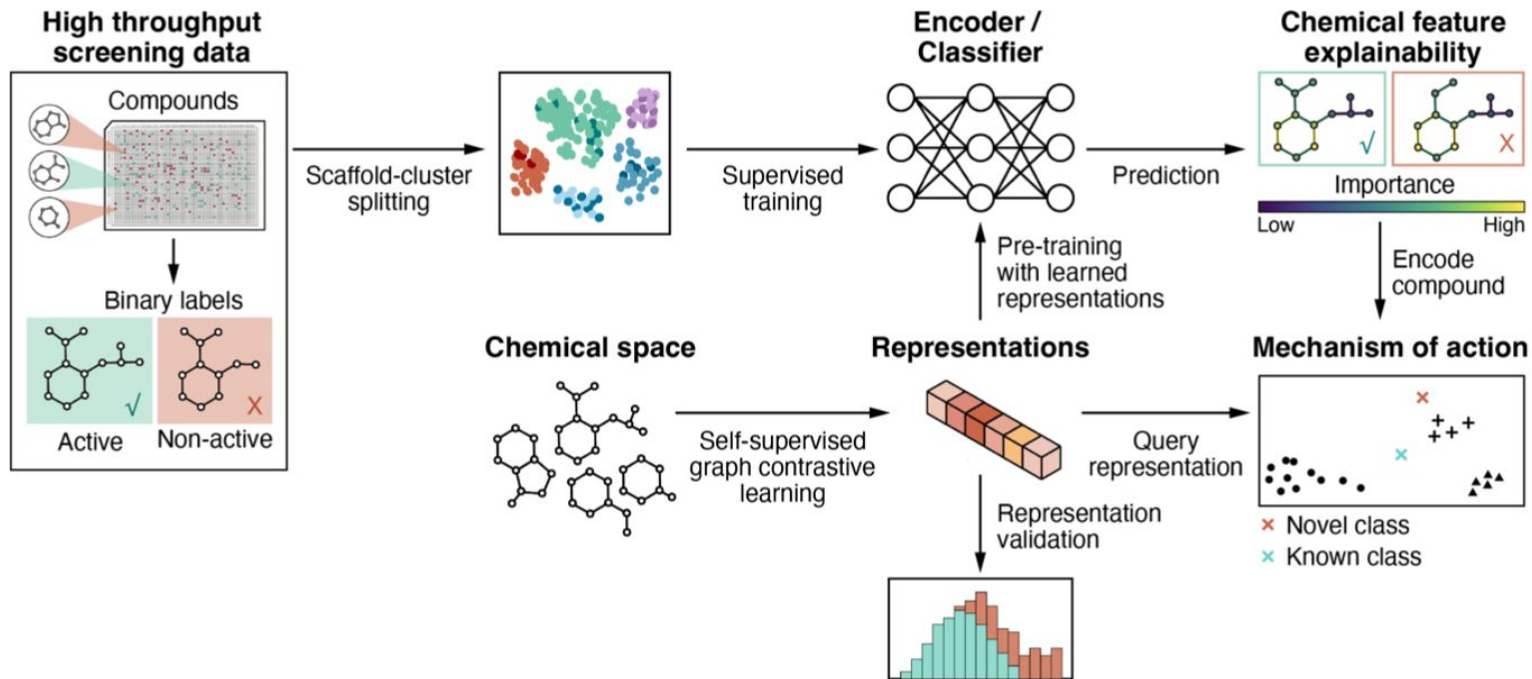 High throughput
screening data
Compounds
Binary labels
√
X
Active
Non-active
Scaffold-cluster
splitting
Supervised
training
Encoder /
Classifier
Prediction
Chemical feature
explainability
√
X
Importance
Low
High
Encode
compound
Pre-training
with learned
representations
Chemical space
Self-supervised
graph contrastive
learning
Representations
Representation
validation
Query
representation
Mechanism of action
× Novel class
× Known class